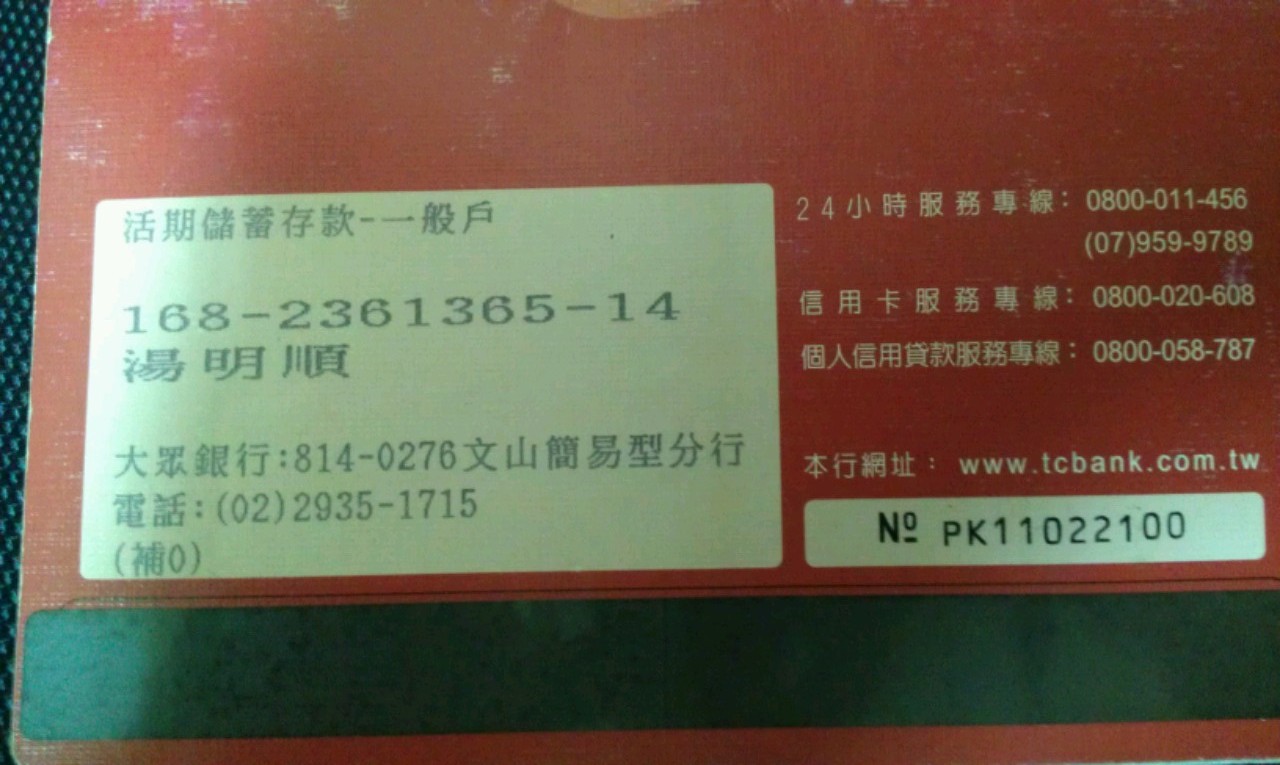 活期儲蓄存款-一般戶
168-2361365-14
湯明順
大眾銀行:814-0276文山簡易型分行
電話:(02)2935-1715
(補0)
24小時服務專線: 0800-011-456
(07)959-9789
信用卡服務專線: 0800-020-608
個人信用貸款服務專線: 0800-058-787
本行網址: www.tcbank.com.tw
Nº PK11022100